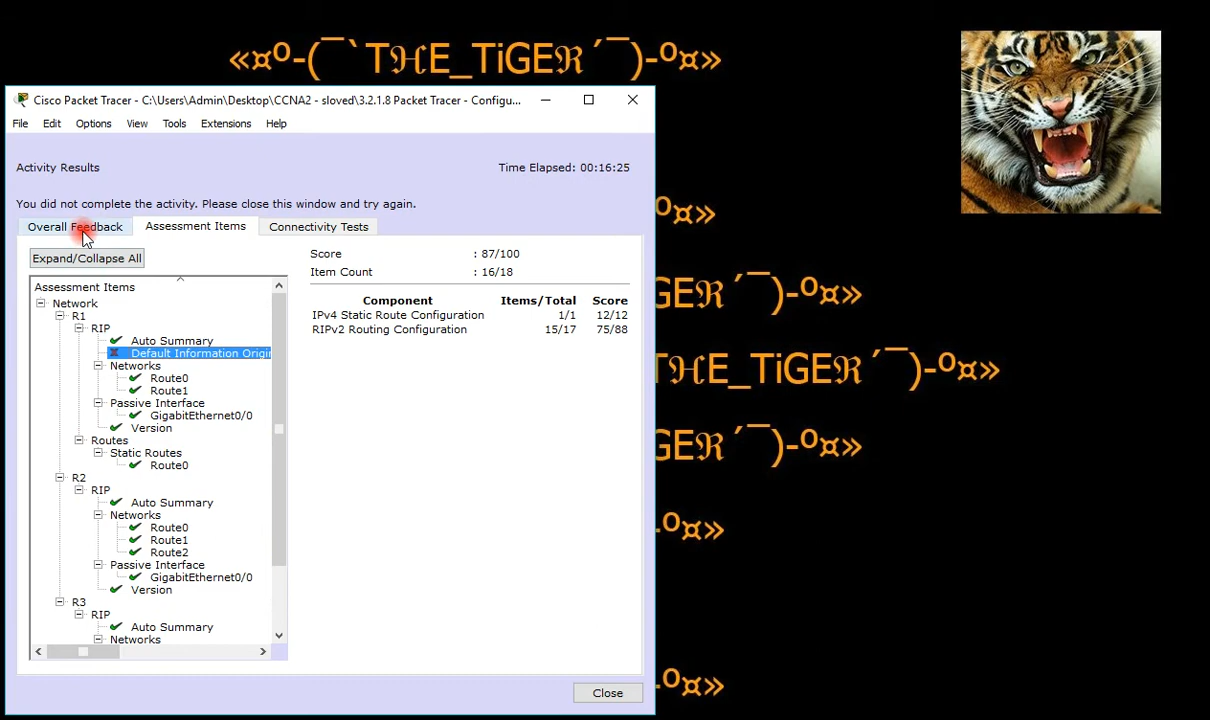 «¤º-(¯`TℋE_TiGEℜ´¯)-º¤»
Cisco Packet Tracer - C:\Users\Admin\Desktop\CCNA2 - sloved\3.2.1.8 Packet Tracer - Configu...
File Edit Options View Tools Extensions Help
Activity Results
Time Elapsed: 00:16:25
You did not complete the activity. Please close this window and try again.
Overall Feedback
Assessment Items
Connectivity Tests
Expand/Collapse All
Assessment Items
Network
R1
RIP
Auto Summary
Default Information Origin
Networks
Route0
Route1
Passive Interface
GigabitEthernet0/0
Version
Routes
Static Routes
Route0
R2
RIP
Auto Summary
Networks
Route0
Route1
Route2
Passive Interface
GigabitEthernet0/0
Version
R3
RIP
Auto Summary
Networks
Score : 87/100
Item Count : 16/18
Component Items/Total Score
IPv4 Static Route Configuration 1/1 12/12
RIPv2 Routing Configuration 15/17 75/88
Close
º¤»
GEℜ´¯)-º¤»
TℋE_TiGEℜ´¯)-º¤»
GEℜ´¯)-º¤»
-º¤»
-º¤»